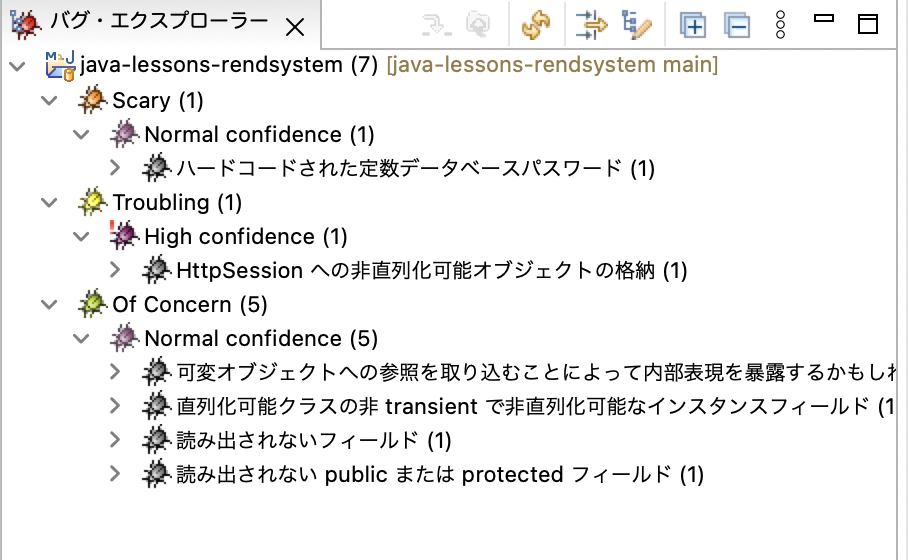 バグ・エクスプローラー
java-lessons-rendsystem (7) [java-lessons-rendsystem main]
Scary (1)
Normal confidence (1)
ハードコードされた定数データベースパスワード (1)
Troubling (1)
High confidence (1)
HttpSession への非直列化可能オブジェクトの格納 (1)
Of Concern (5)
Normal confidence (5)
可変オブジェクトへの参照を取り込むことによって内部表現を暴露するかもしれ
直列化可能クラスの非 transient で非直列化可能なインスタンスフィールド (1
読み出されないフィールド (1)
読み出されない public または protected フィールド (1)